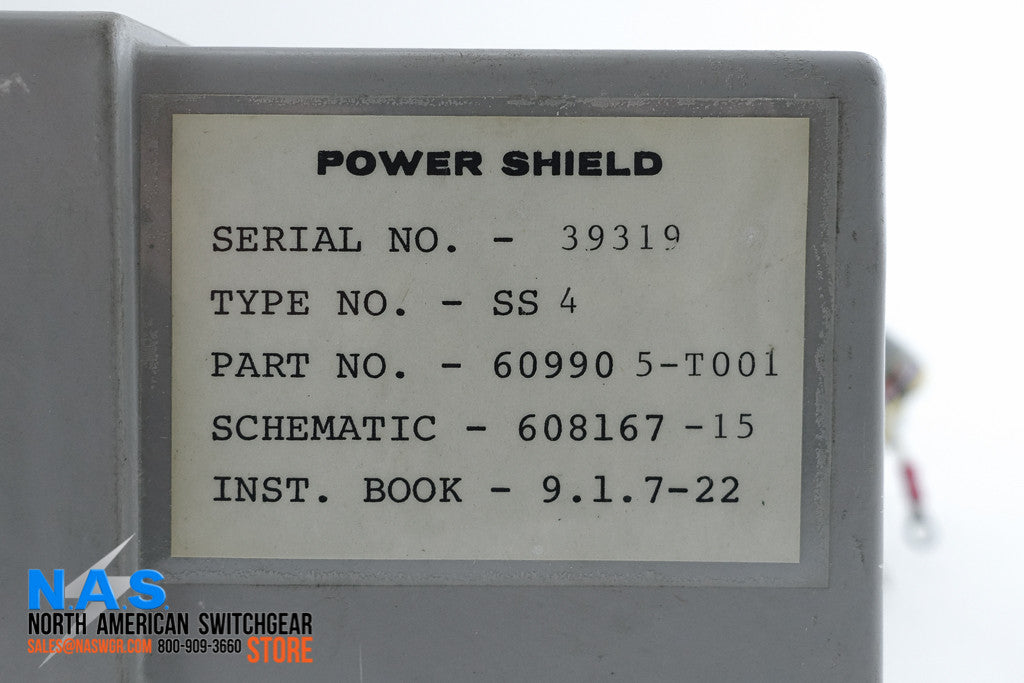 POWER SHIELD
SERIAL NO. - 39319
TYPE NO. - SS 4
PART NO. - 60990 5-T001
SCHEMATIC - 608167 -15
INST. BOOK - 9.1.7-22
N.A.S.
NORTH AMERICAN SWITCHGEAR
SALES@NASWGR.COM 800-909-3660 STORE